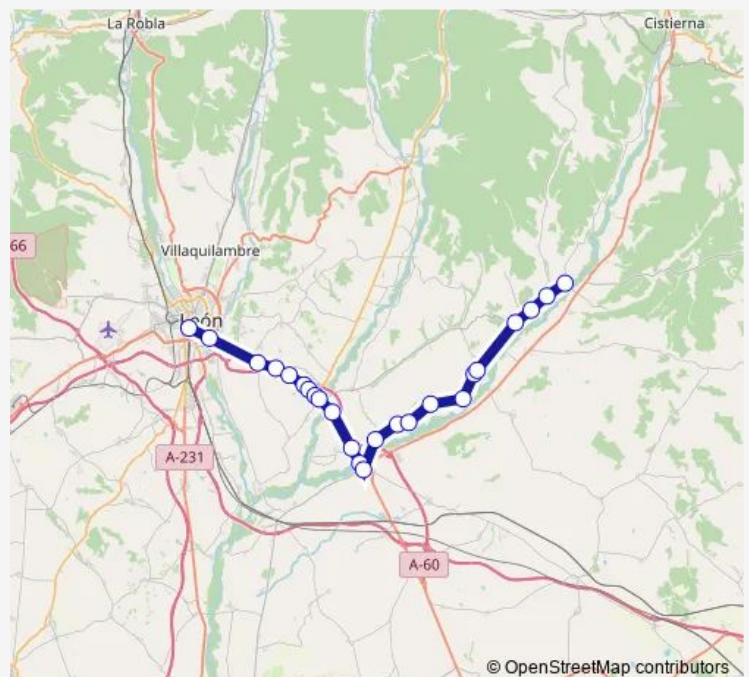 La Robla
Cistierna
66
Villaquilambre
León
A-231
A-60
© OpenStreetMap contributors